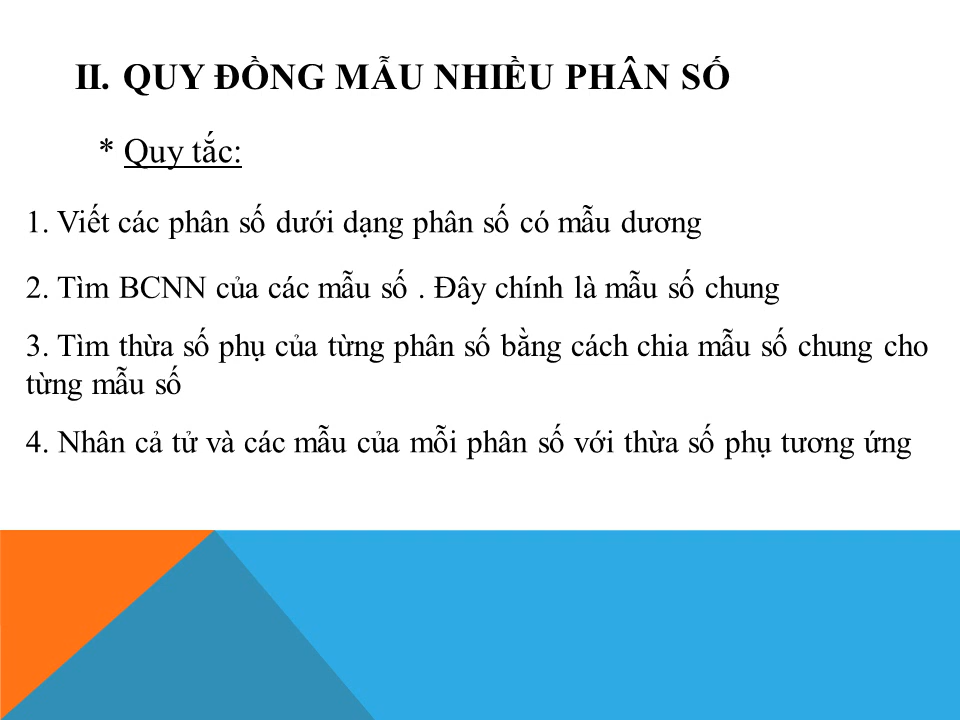 II. QUY ĐỒNG MẪU NHIỀU PHÂN SỐ
* Quy tắc:
1. Viết các phân số dưới dạng phân số có mẫu dương
2. Tìm BCNN của các mẫu số . Đây chính là mẫu số chung
3. Tìm thừa số phụ của từng phân số bằng cách chia mẫu số chung cho
từng mẫu số
4. Nhân cả tử và các mẫu của mỗi phân số với thừa số phụ tương ứng